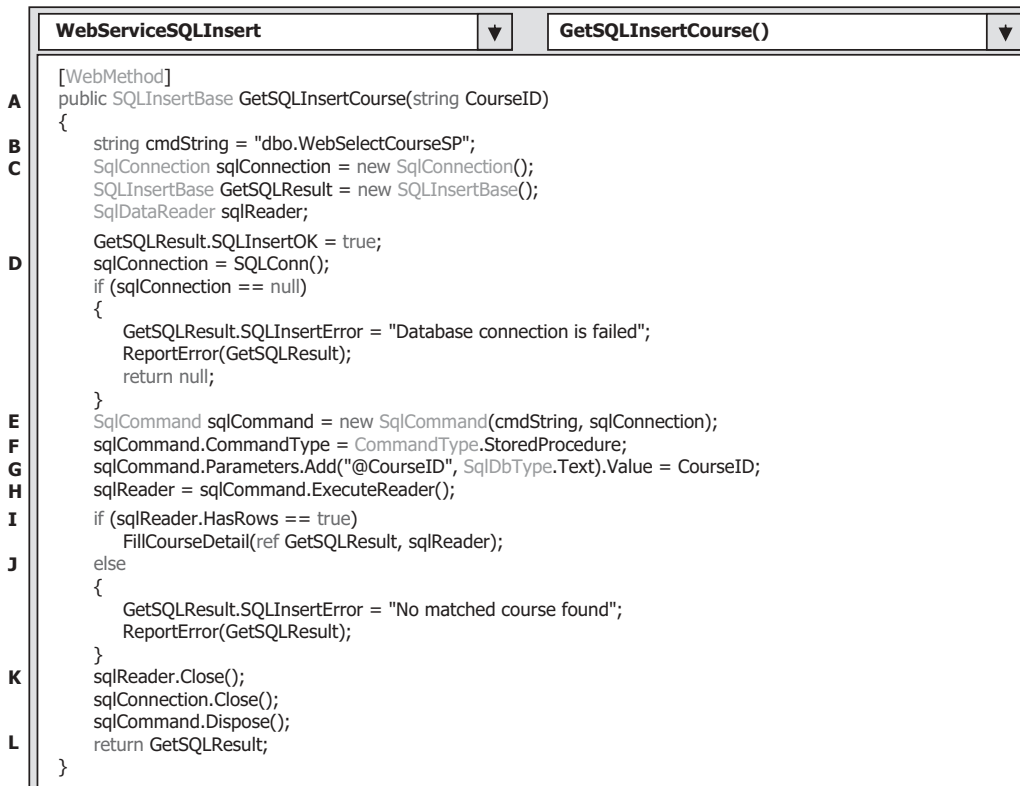 WebServiceSQLInsert GetSQLInsertCourse()
[WebMethod]
A public SQLInsertBase GetSQLInsertCourse(string CourseID)
{
B string cmdString = "dbo.WebSelectCourseSP";
C SqlConnection sqlConnection = new SqlConnection();
SQLInsertBase GetSQLResult = new SQLInsertBase();
SqlDataReader sqlReader;
GetSQLResult.SQLInsertOK = true;
D sqlConnection = SQLConn();
if (sqlConnection == null)
{
GetSQLResult.SQLInsertError = "Database connection is failed";
ReportError(GetSQLResult);
return null;
}
E SqlCommand sqlCommand = new SqlCommand(cmdString, sqlConnection);
F sqlCommand.CommandType = CommandType.StoredProcedure;
G sqlCommand.Parameters.Add("@CourseID", SqlDbType.Text).Value = CourseID;
H sqlReader = sqlCommand.ExecuteReader();
I if (sqlReader.HasRows == true)
FillCourseDetail(ref GetSQLResult, sqlReader);
J else
{
GetSQLResult.SQLInsertError = "No matched course found";
ReportError(GetSQLResult);
}
K sqlReader.Close();
sqlConnection.Close();
sqlCommand.Dispose();
L return GetSQLResult;
}